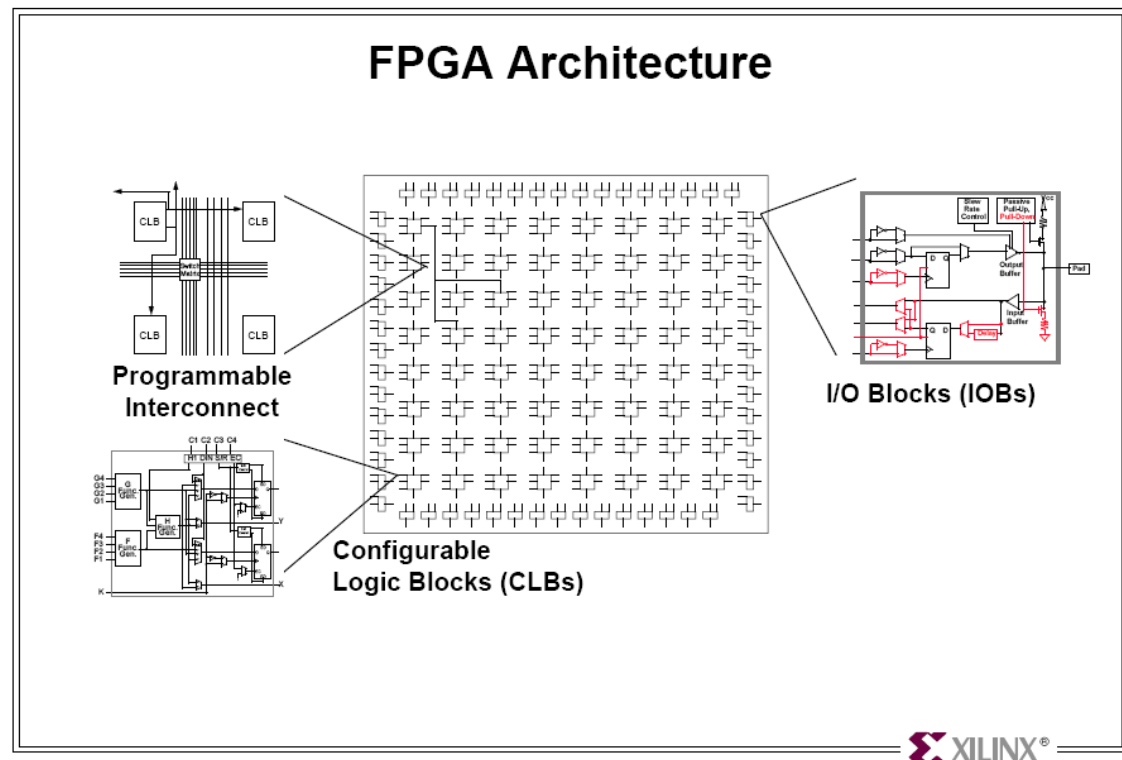 FPGA Architecture
CLB
CLB
Switch
Matrix
CLB
CLB
Programmable
Interconnect
Slew
Rate
Control
Passive
Pull-Up,
Pull-Down
Vcc
D Q
Output
Buffer
Pad
Input
Buffer
Q D
Delay
I/O Blocks (IOBs)
C1 C2 C3 C4
H1 DIN S/R EC
G4
G3
G2
G1
G
Func.
Gen.
H
Func.
Gen.
F4
F3
F2
F1
F
Func.
Gen.
Y
X
K
Configurable
Logic Blocks (CLBs)
XILINX®